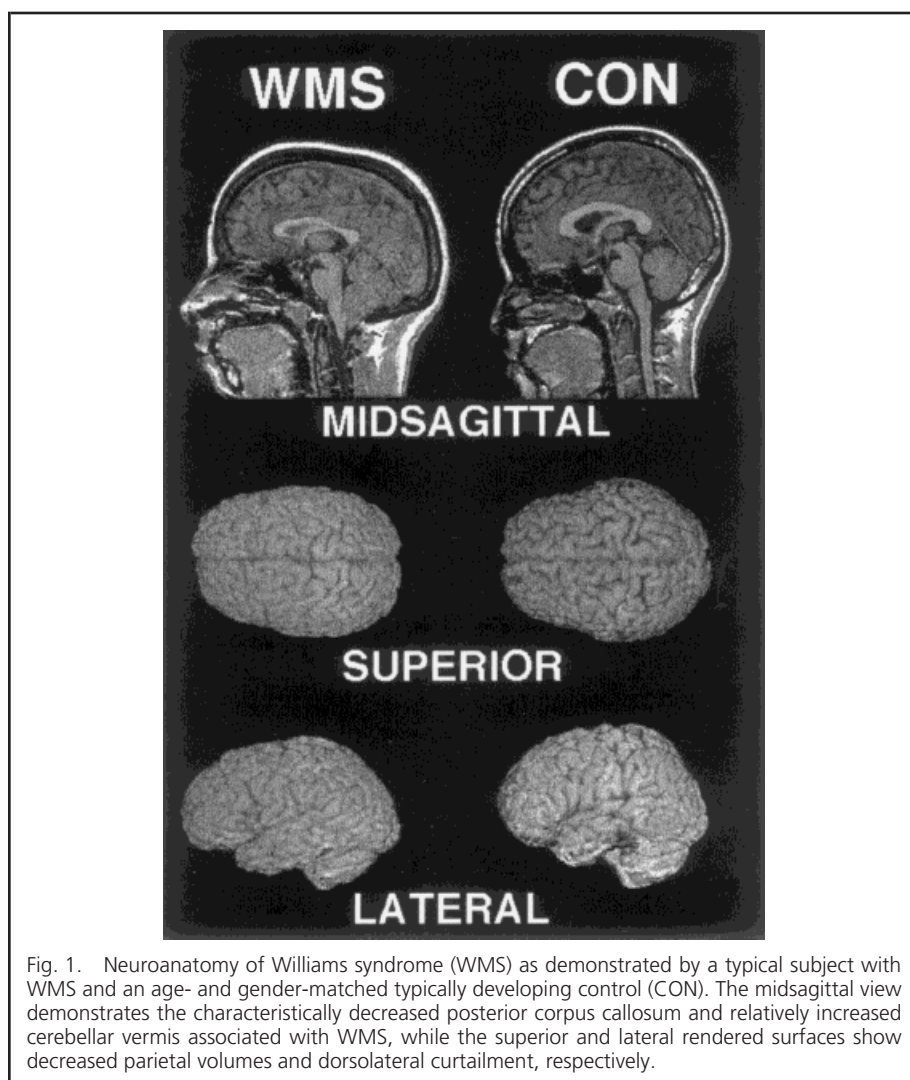 WMS CON
MIDSAGITTAL
SUPERIOR
LATERAL
Fig. 1. Neuroanatomy of Williams syndrome (WMS) as demonstrated by a typical subject with
WMS and an age- and gender-matched typically developing control (CON). The midsagittal view
demonstrates the characteristically decreased posterior corpus callosum and relatively increased
cerebellar vermis associated with WMS, while the superior and lateral rendered surfaces show
decreased parietal volumes and dorsolateral curtailment, respectively.